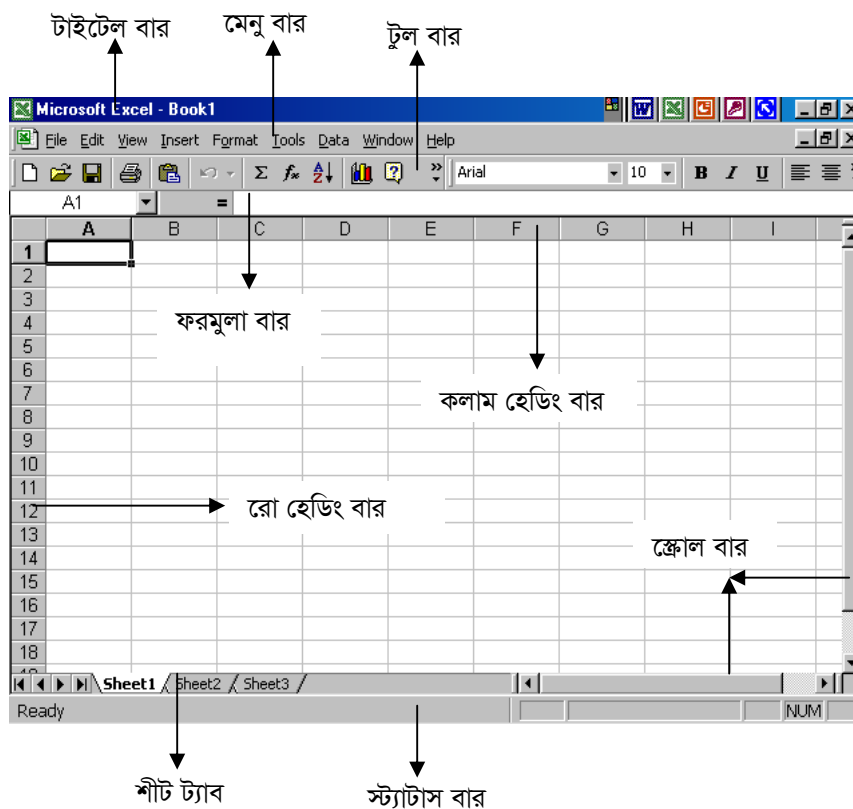 টাইটেল বার মেনু বার টুল বার
Microsoft Excel - Book1
File Edit View Insert Format Tools Data Window Help
Arial 10 B I U
A1 =
A B C D E F G H I
1
2
3
4 ফরমুলা বার
5
6
7 কলাম হেডিং বার
8
9
10
11
12 রো হেডিং বার
13
14 স্ক্রোল বার
15
16
17
18
Sheet1 Sheet2 Sheet3
Ready NUM
শীট ট্যাব স্ট্যাটাস বার